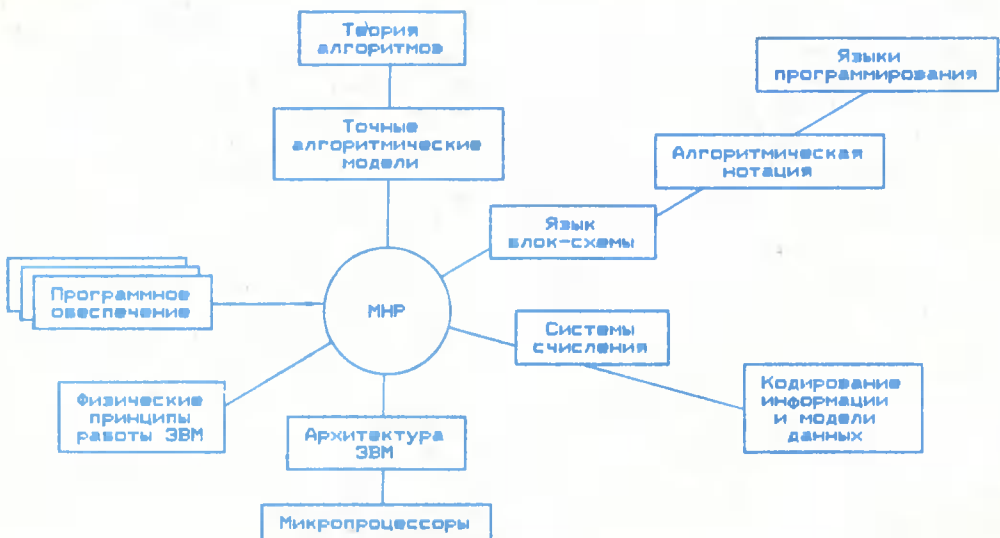 Теория
алгоритмов
Языки
программирования
Точные
алгоритмические
модели
Алгоритмическая
нотация
Язык
блок-схемы
Программное
обеспечение
МНР
Системы
счисления
Физические
принципы
работы ЭВМ
Архитектура
ЭВМ
Кодирование
информации
и модели
данных
Микропроцессоры